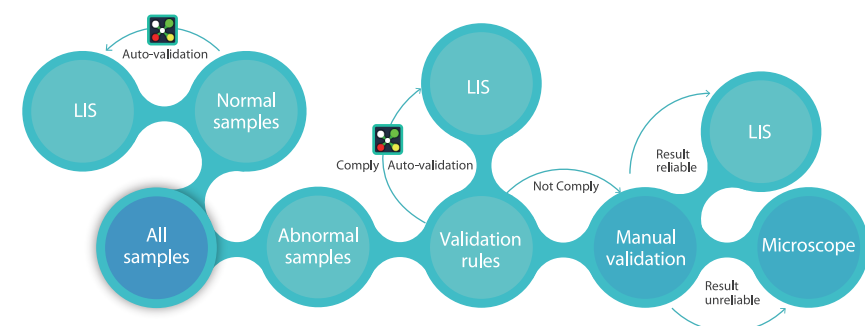 Auto-validation
LIS
Normal
samples
LIS
Comply
Auto-validation
Not Comply
Result
reliable
LIS
All
samples
Abnormal
samples
Validation
rules
Manual
validation
Microscope
Result
unreliable